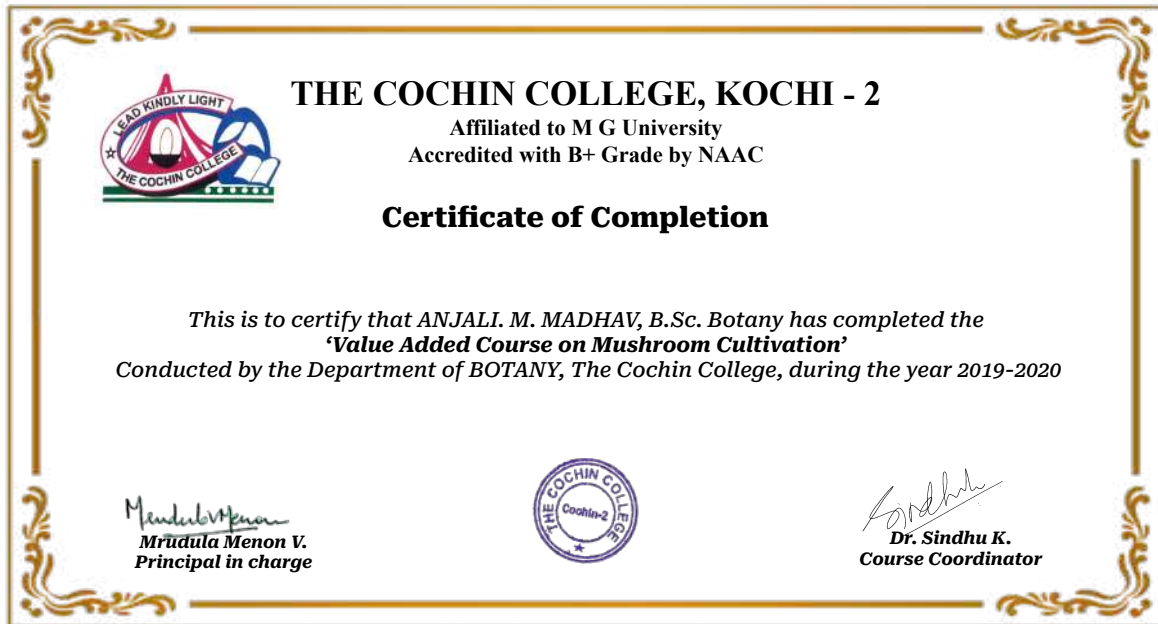 LEAD KINDLY LIGHT
THE COCHIN COLLEGE
THE COCHIN COLLEGE, KOCHI - 2
Affiliated to M G University
Accredited with B+ Grade by NAAC
Certificate of Completion
This is to certify that ANJALI. M. MADHAV, B.Sc. Botany has completed the
‘Value Added Course on Mushroom Cultivation’
Conducted by the Department of BOTANY, The Cochin College, during the year 2019-2020
THE COCHIN COLLEGE
Cochin-2
Sindhu
Mrudula Menon V.
Principal in charge
Dr. Sindhu K.
Course Coordinator